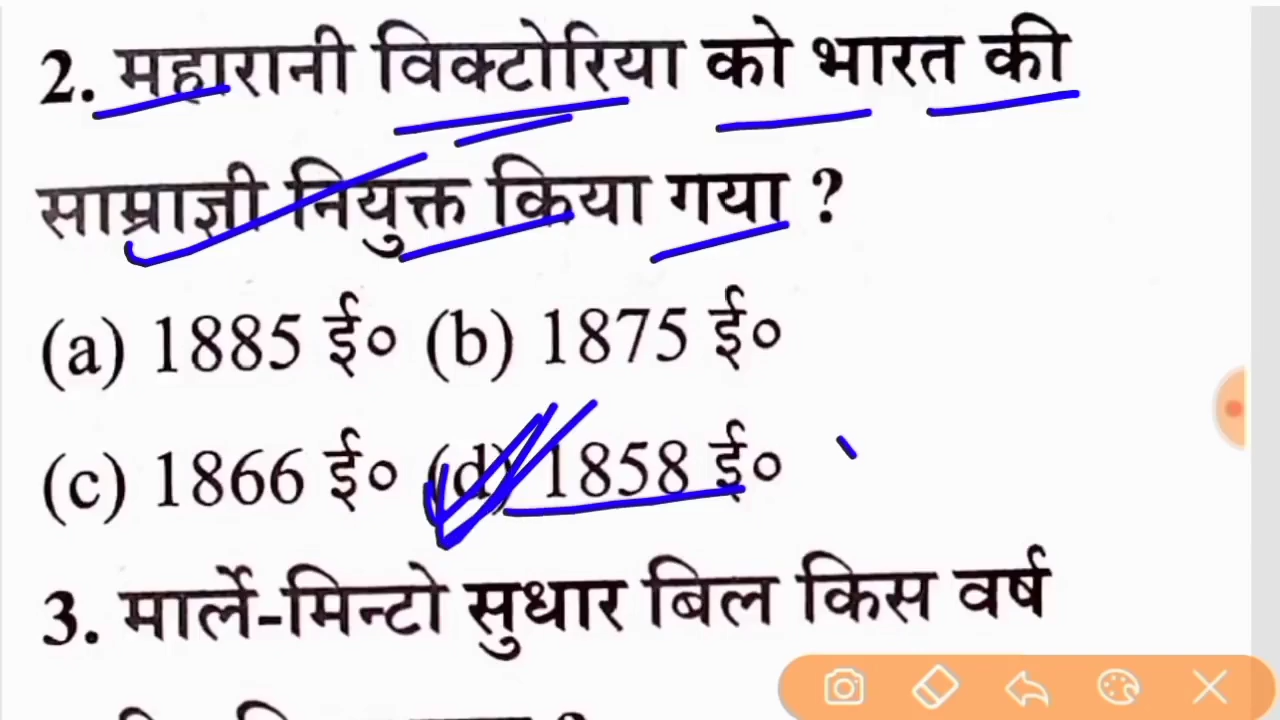 2. महारानी विक्टोरिया को भारत की
साम्राज्ञी नियुक्त किया गया ?
(a) 1885 ई० (b) 1875 ई०
(c) 1866 ई० (d) 1858 ई०
3. मार्ले-मिन्टो सुधार बिल किस वर्ष
?